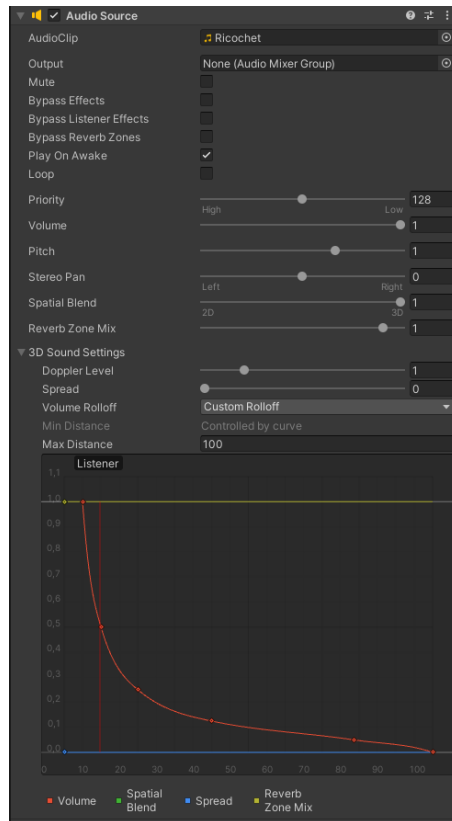 Audio Source
AudioClip Ricochet
Output None (Audio Mixer Group)
Mute
Bypass Effects
Bypass Listener Effects
Bypass Reverb Zones
Play On Awake
Loop
Priority 128
High Low
Volume 1
Pitch 1
Stereo Pan 0
Left Right
Spatial Blend 1
2D 3D
Reverb Zone Mix 1
3D Sound Settings
Doppler Level 1
Spread 0
Volume Rolloff Custom Rolloff
Min Distance Controlled by curve
Max Distance 100
Listener
1,1
1,0
0,9
0,8
0,7
0,6
0,5
0,4
0,3
0,2
0,1
0,0
0 10 20 30 40 50 60 70 80 90 100
Volume Spatial Blend Spread Reverb Zone Mix